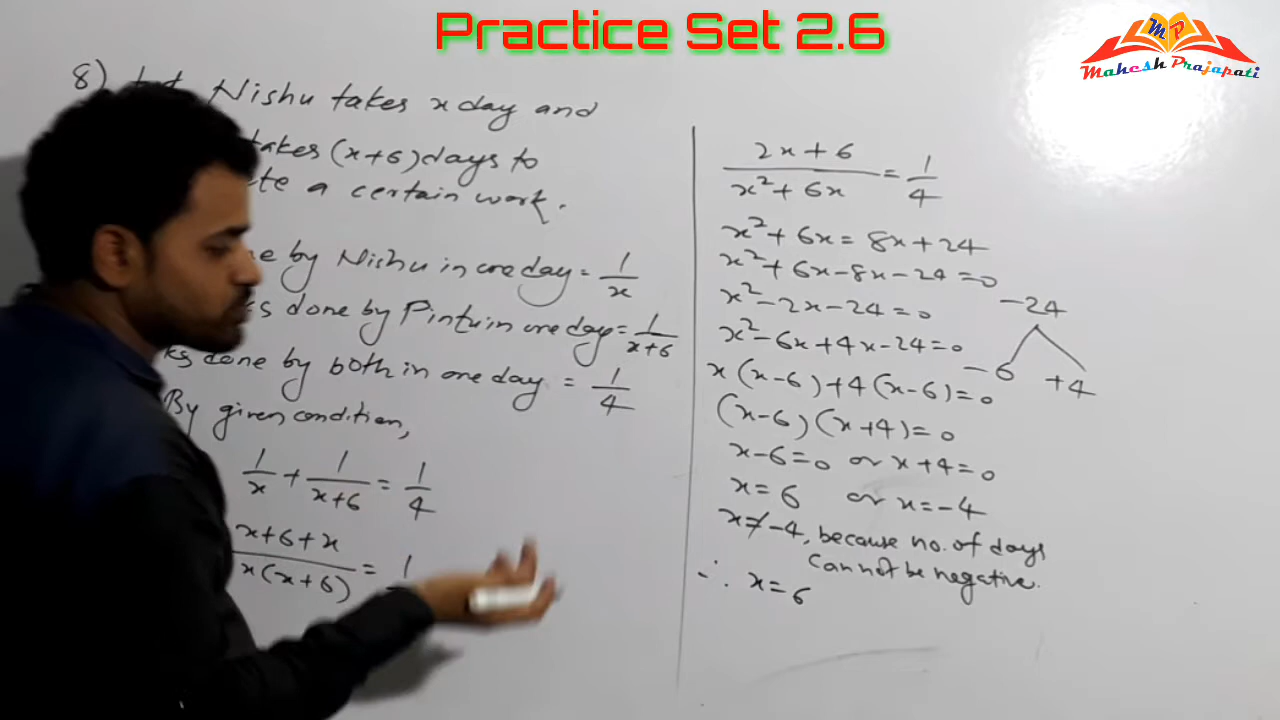 Practice Set 2.6
MP
Mahesh Prajapati
8) Nishu takes x day and
takes (x+6) days to
a certain work.
by Nishu in one day = 1/x
done by Pintu in one day = 1/(x+6)
done by both in one day = 1/4
By given condition,
1/x + 1/(x+6) = 1/4
(x+6+x)/(x(x+6)) =
(2x+6)/(x²+6x) = 1/4
x²+6x = 8x+24
x²+6x-8x-24=0
x²-2x-24=0
x²-6x+4x-24=0
x(x-6)+4(x-6)=0
(x-6)(x+4)=0
x-6=0 or x+4=0
x=6 or x=-4
x≠-4, because no. of days
cannot be negative.
∴ x=6
-24
-6 +4